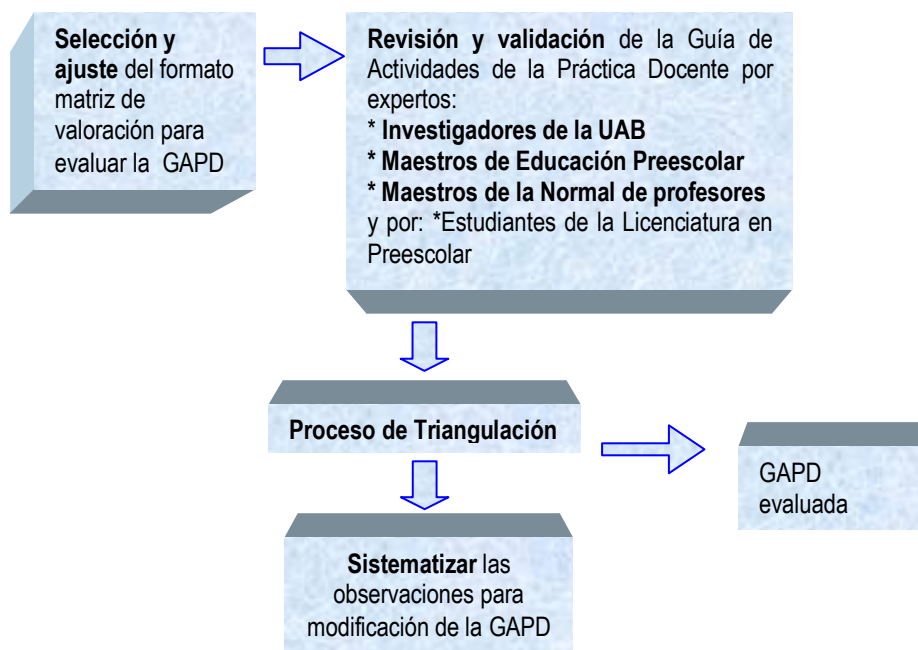 Selección y
ajuste del formato
matriz de
valoración para
evaluar la GAPD
Revisión y validación de la Guía de
Actividades de la Práctica Docente por
expertos:
* Investigadores de la UAB
* Maestros de Educación Preescolar
* Maestros de la Normal de profesores
y por: *Estudiantes de la Licenciatura en
Preescolar
Proceso de Triangulación
GAPD
evaluada
Sistematizar las
observaciones para
modificación de la GAPD